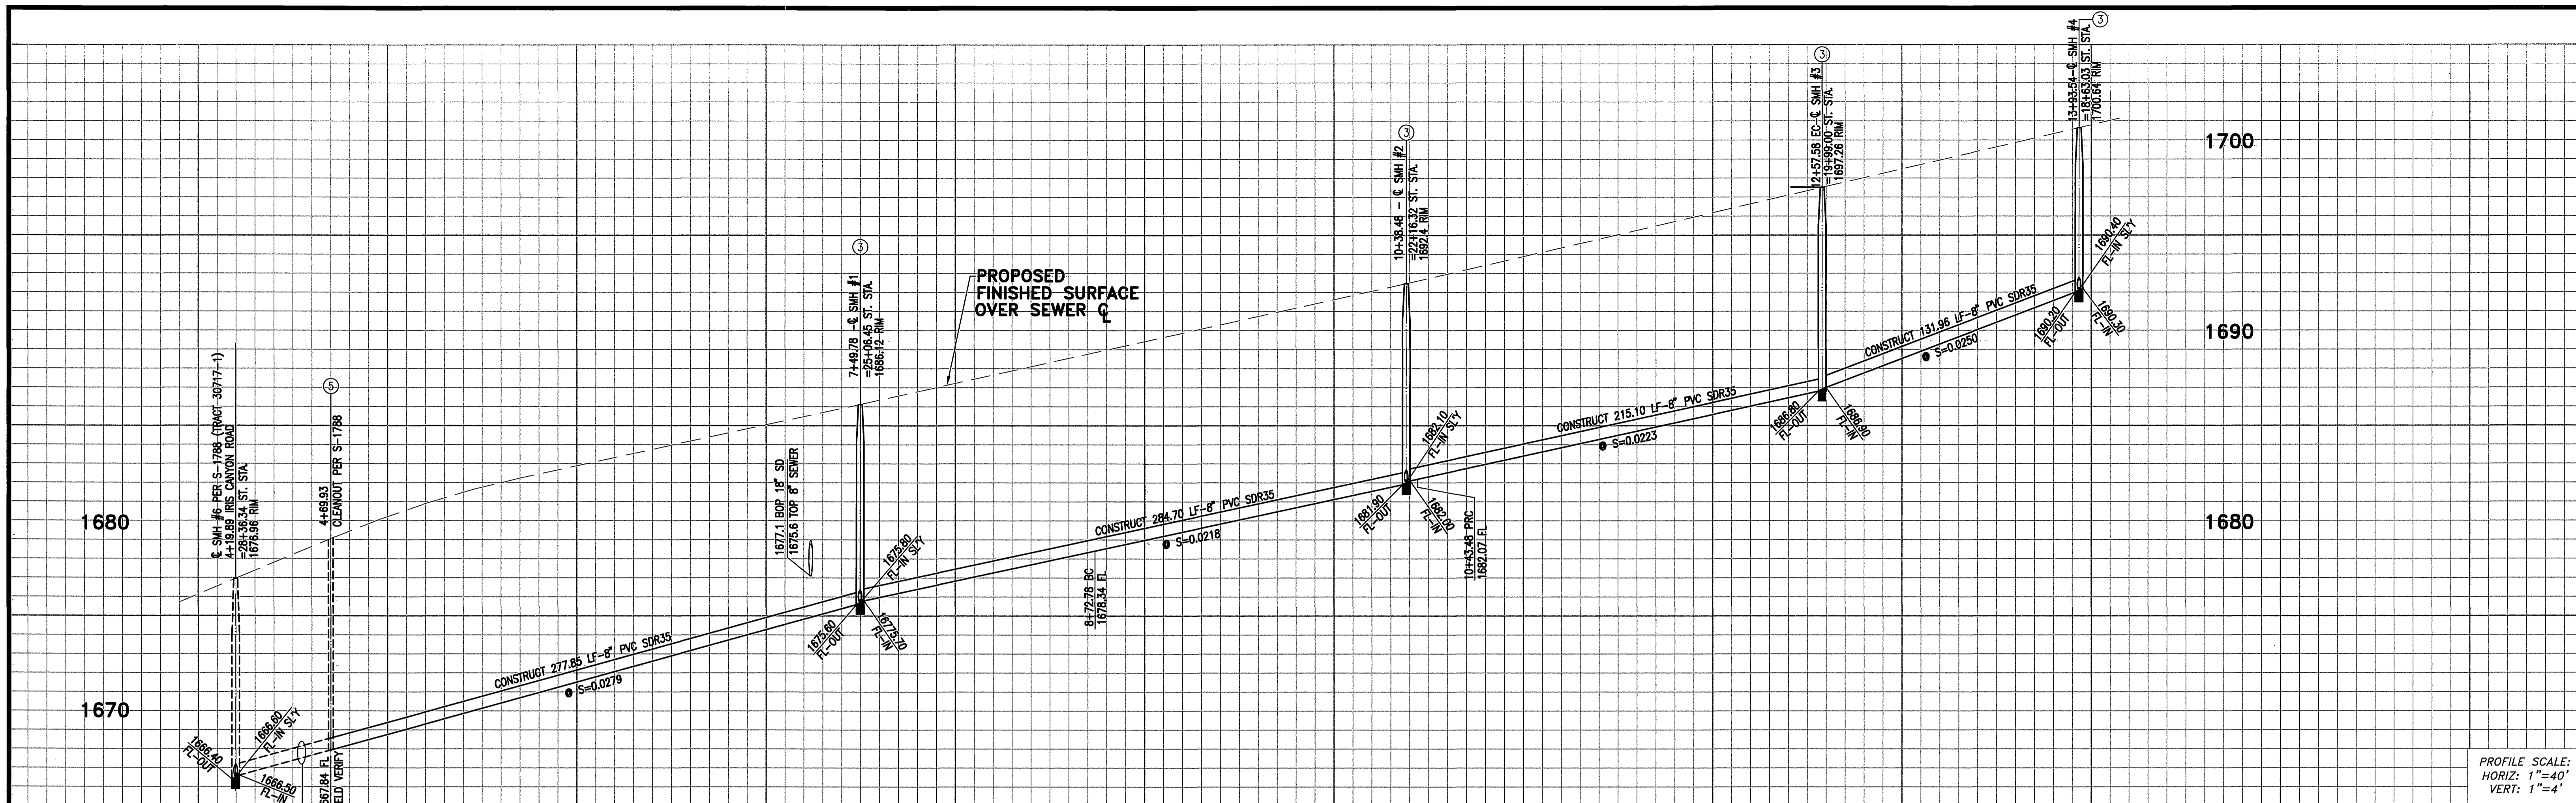 ℄ SMH #6 PER S-1788 (TRACT 30717-1)
4+19.89 IRIS CANYON ROAD
=28+36.34 ST. STA.
1676.96 RIM
5
4+69.93
CLEANOUT PER S-1788
1677.1 BOP 18" SD
1675.6 TOP 8" SEWER
3
7+49.78 -℄ SMH #1
=25+06.45 ST. STA.
1686.12 RIM
PROPOSED
FINISHED SURFACE
OVER SEWER ℄
3
10+38.48 - ℄ SMH #2
=22+16.32 ST. STA.
1692.4 RIM
3
12+57.58 EC-℄ SMH #3
=19+99.00 ST. STA.
1697.26 RIM
3
13+93.54-℄ SMH #4
=18+63.03 ST. STA.
1700.64 RIM
1700
1690
1680
1680
1670
1666.40
FL-OUT
1666.60
FL-IN SL'Y
1666.50
FL-IN
667.84 FL
ELD VERIFY
CONSTRUCT 277.85 LF-8" PVC SDR35
@ S=0.0279
1675.60
FL-OUT
1675.80
FL-IN SL'Y
16775.70
FL-IN
8+72.78 BC
1678.34 FL
CONSTRUCT 284.70 LF-8" PVC SDR35
@ S=0.0218
1681.90
FL-OUT
1682.10
FL-IN SL'Y
1682.00
FL-IN
10+43.48 PRC
1682.07 FL
CONSTRUCT 215.10 LF-8" PVC SDR35
@ S=0.0223
1686.80
FL-OUT
1686.90
FL-IN
CONSTRUCT 131.96 LF-8" PVC SDR35
@ S=0.0250
1690.20
FL-OUT
1690.40
FL-IN SL'Y
1690.30
FL-IN
PROFILE SCALE:
HORIZ: 1"=40'
VERT: 1"=4'